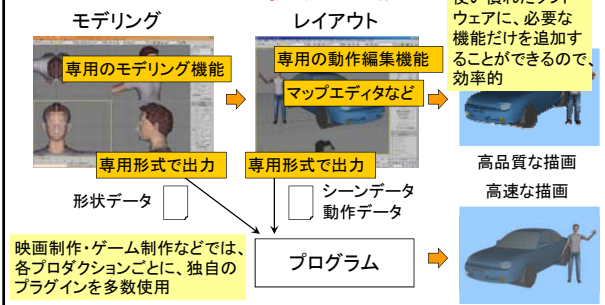 モデリング
レイアウト
ウェアに、必要な
機能だけを追加す
ることができるので、
効率的
専用のモデリング機能
専用の動作編集機能
マップエディタなど
専用形式で出力
専用形式で出力
高品質な描画
高速な描画
形状データ
シーンデータ
動作データ
プログラム
映画制作・ゲーム制作などでは、
各プロダクションごとに、独自の
プラグインを多数使用